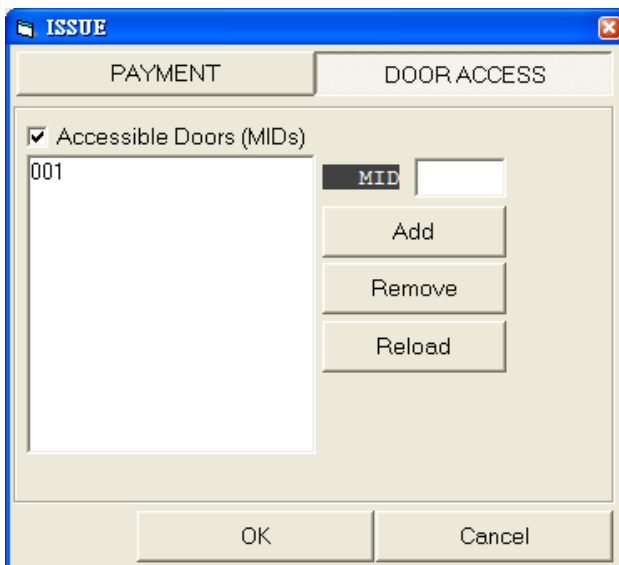 ISSUE
PAYMENT DOOR ACCESS
Accessible Doors (MIDs)
001
MID
Add
Remove
Reload
OK Cancel